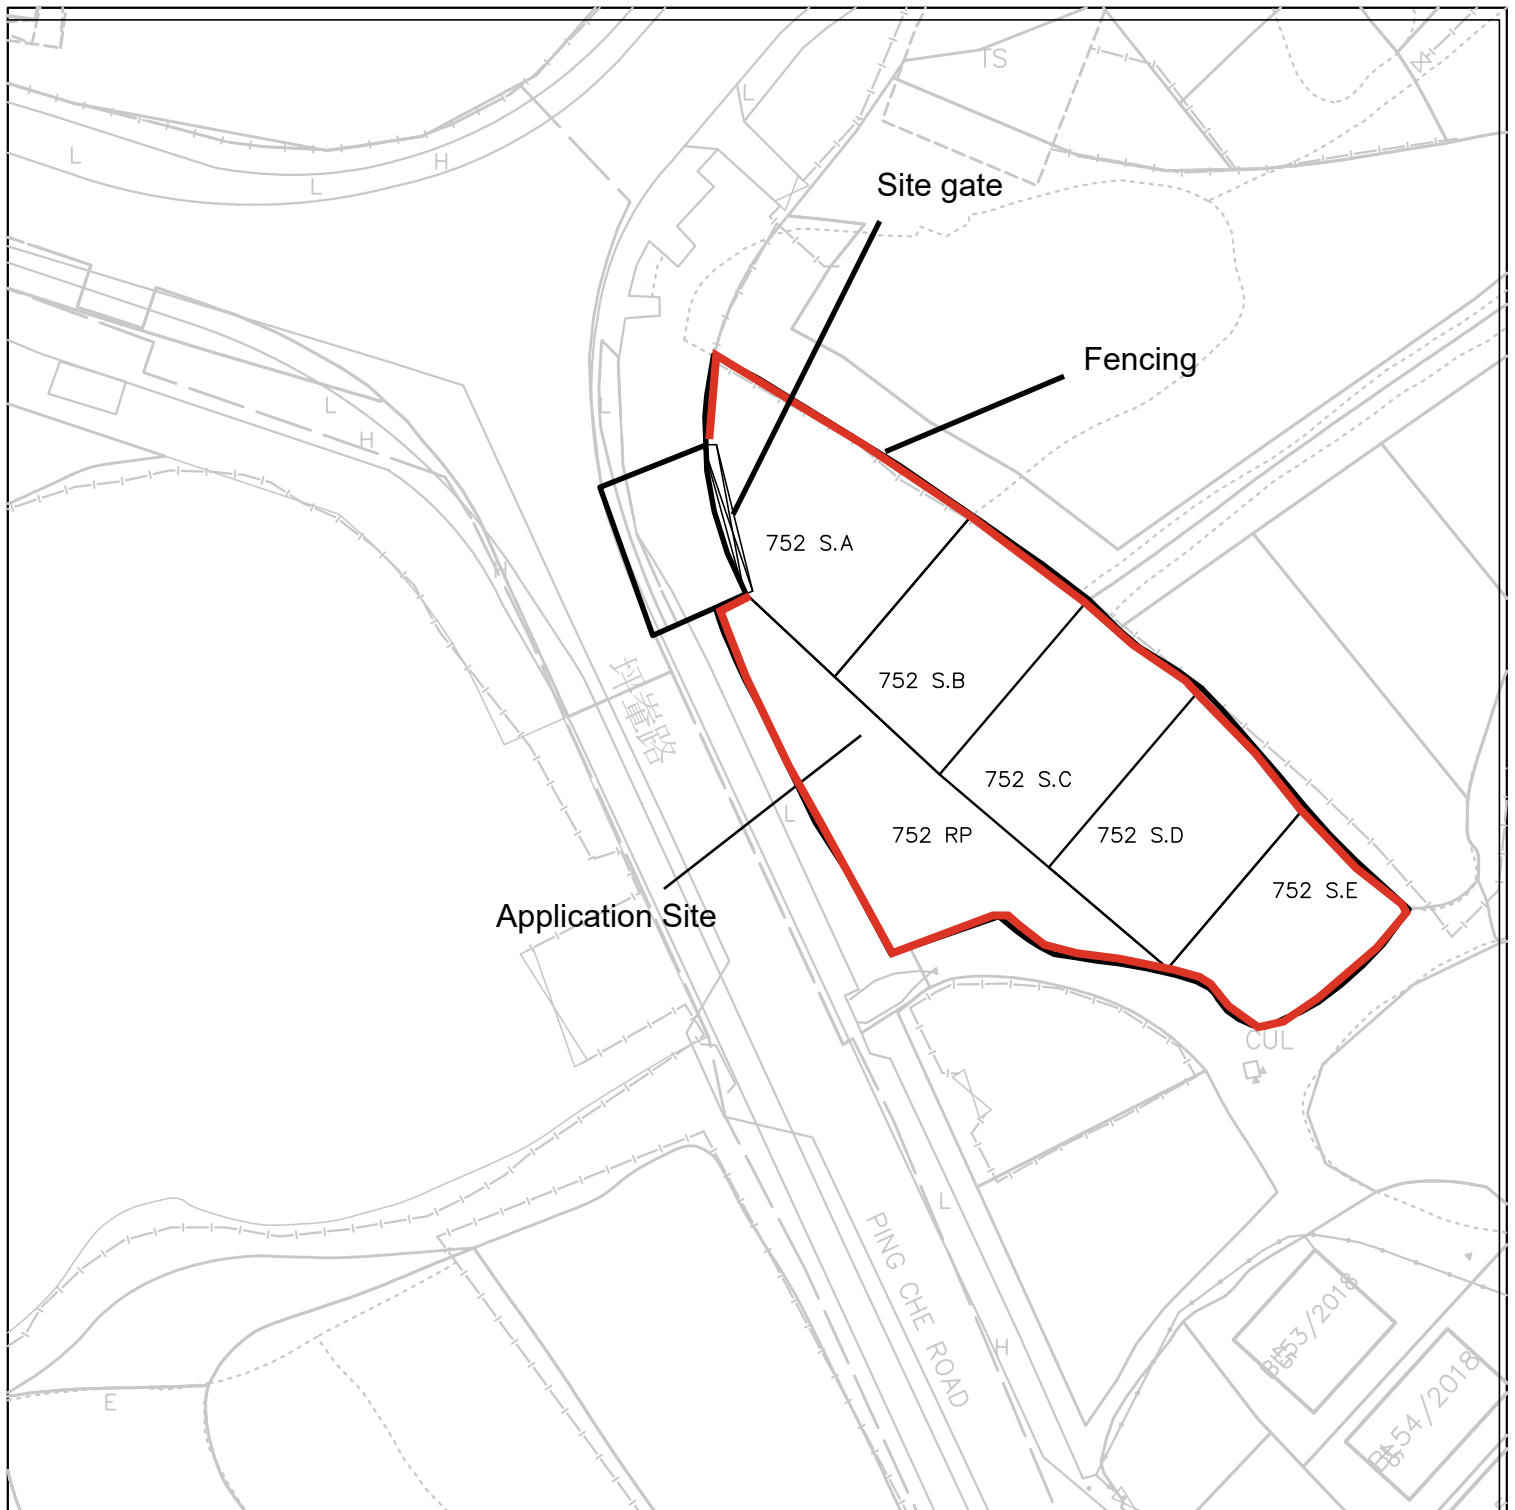 TS
L
L
H
L
Site gate
Fencing
L
L
H
752 S.A
H
752 S.B
坪輋路
752 S.C
L
752 RP
752 S.D
752 S.E
Application Site
CUL
L
PING CHE ROAD
H
E